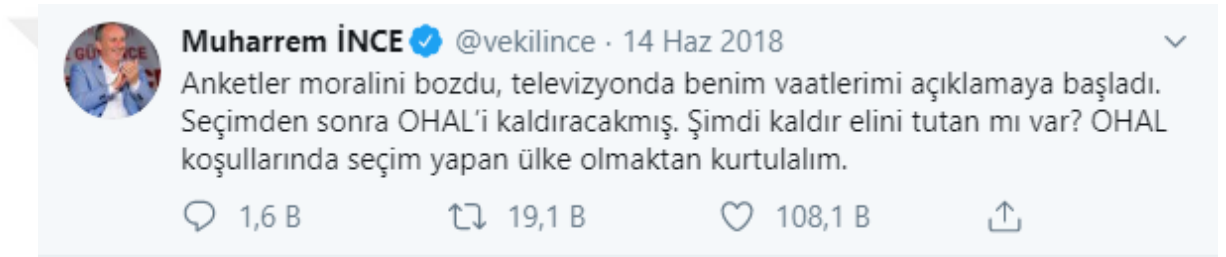 Muharrem İNCE @vekilince · 14 Haz 2018
Anketler moralini bozdu, televizyonda benim vaatlerimi açıklamaya başladı.
Seçimden sonra OHAL'i kaldıracakmış. Şimdi kaldır elini tutan mı var? OHAL
koşullarında seçim yapan ülke olmaktan kurtulalım.
1,6 B 19,1 B 108,1 B